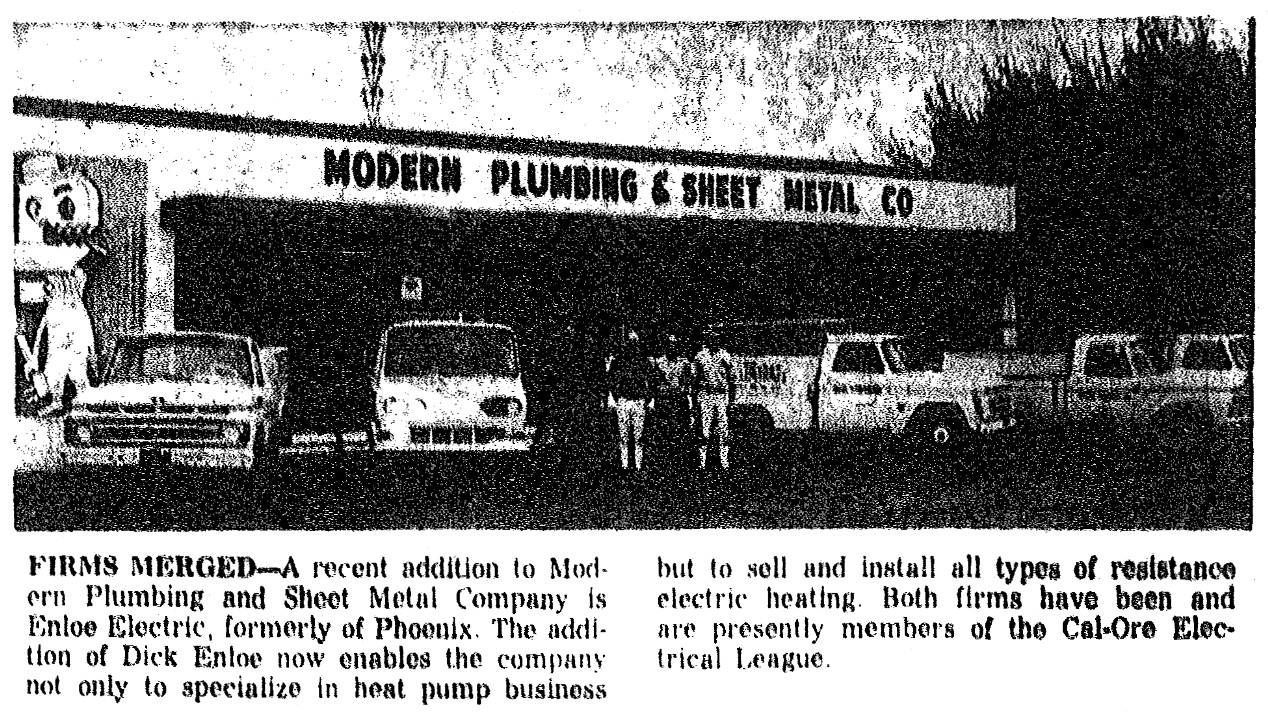 MODERN PLUMBING & SHEET METAL CO
FIRMS MERGED—A recent addition to Mod-
ern Plumbing and Sheet Metal Company is
Enloe Electric, formerly of Phoenix. The addi-
tion of Dick Enloe now enables the company
not only to specialize in heat pump business
but to sell and install all types of resistance
electric heating. Both firms have been and
are presently members of the Cal-Ore Elec-
trical League.